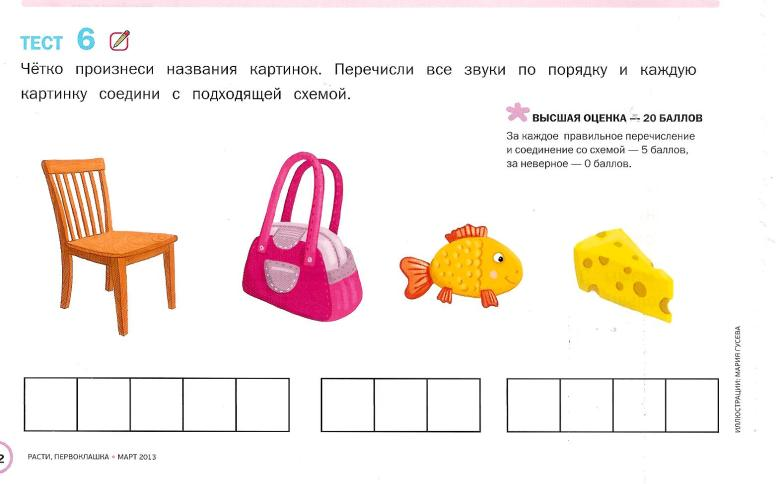 ТЕСТ 6
Чётко произнеси названия картинок. Перечисли все звуки по порядку и каждую
картинку соедини с подходящей схемой.
ВЫСШАЯ ОЦЕНКА — 20 БАЛЛОВ
За каждое правильное перечисление
и соединение со схемой — 5 баллов,
за неверное — 0 баллов.
ИЛЛЮСТРАЦИИ: МАРИЯ ГУСЕВА
2 РАСТИ, ПЕРВОКЛАШКА • МАРТ 2013